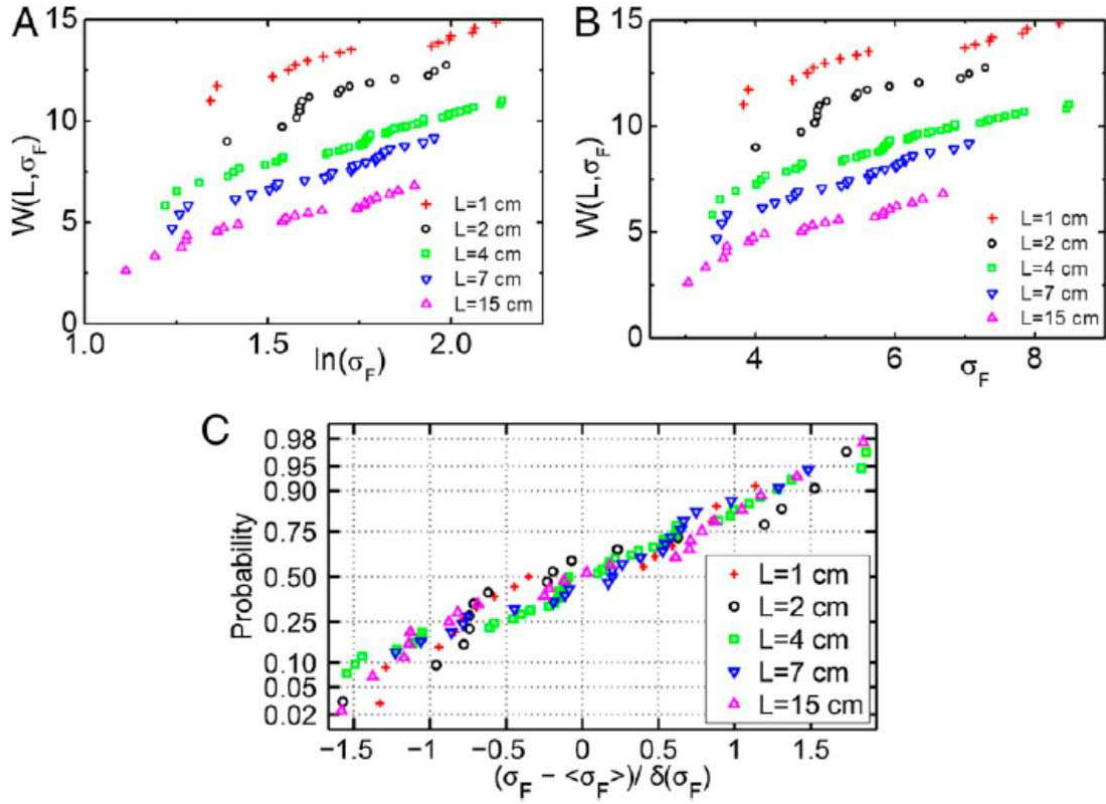 A
15
10
5
0
W(L,σF)
1.0
1.5
2.0
ln(σF)
L=1 cm
L=2 cm
L=4 cm
L=7 cm
L=15 cm
B
15
10
5
0
W(L,σF)
4
6
8
σF
L=1 cm
L=2 cm
L=4 cm
L=7 cm
L=15 cm
C
0.98
0.95
0.90
0.75
0.50
0.25
0.10
0.05
0.02
Probability
-1.5
-1
-0.5
0
0.5
1
1.5
(σF - <σF>)/ δ(σF)
L=1 cm
L=2 cm
L=4 cm
L=7 cm
L=15 cm